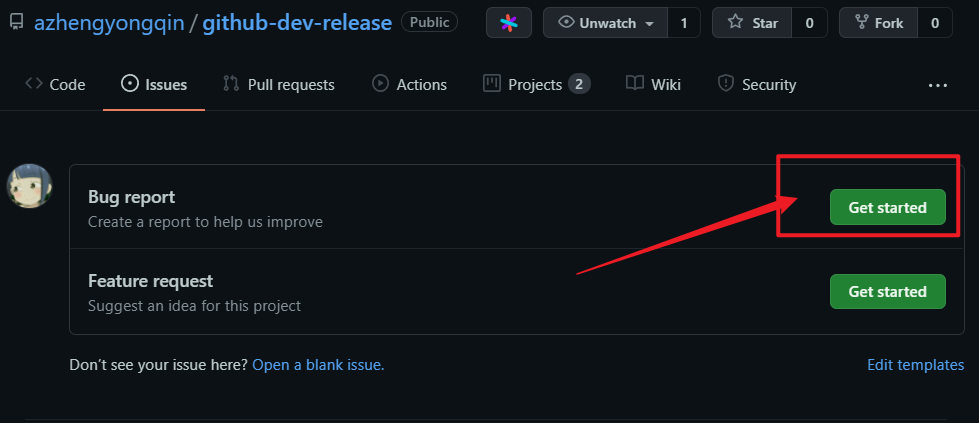 azhengyongqin / github-dev-release Public Unwatch 1 Star 0 Fork 0
Code Issues Pull requests Actions Projects 2 Wiki Security ...
Bug report
Create a report to help us improve
Get started
Feature request
Suggest an idea for this project
Get started
Don't see your issue here? Open a blank issue. Edit templates